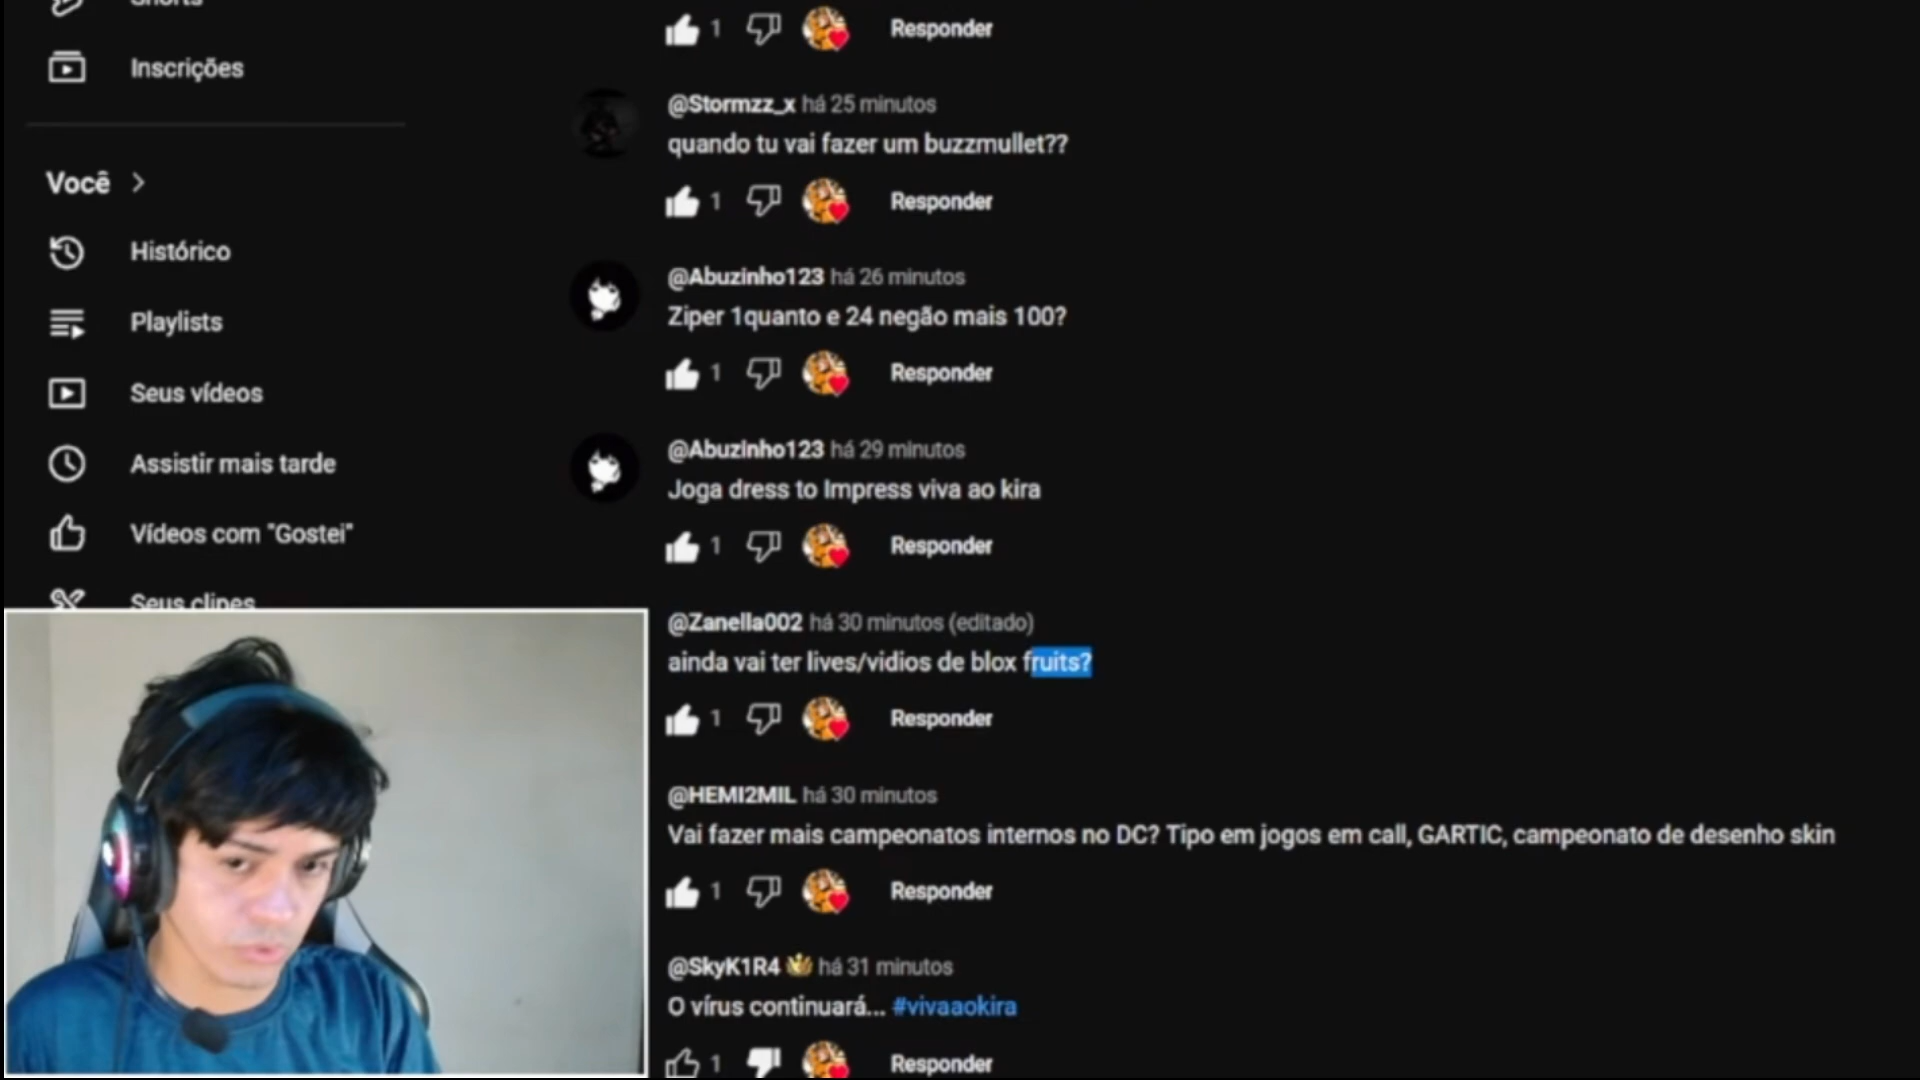 Shorts
Inscrições
Você
Histórico
Playlists
Seus vídeos
Assistir mais tarde
Vídeos com "Gostei"
Seus clipes
1 Responder
@Stormzz_x há 25 minutos
quando tu vai fazer um buzzmullet??
1 Responder
@Abuzinho123 há 26 minutos
Ziper 1quanto e 24 negão mais 100?
1 Responder
@Abuzinho123 há 29 minutos
Joga dress to Impress viva ao kira
1 Responder
@Zanella002 há 30 minutos (editado)
ainda vai ter lives/vidios de blox fruits?
1 Responder
@HEMI2MIL há 30 minutos
Vai fazer mais campeonatos internos no DC? Tipo em jogos em call, GARTIC, campeonato de desenho skin
1 Responder
@SkyK1R4 há 31 minutos
O vírus continuará... #vivaaokira
1 Responder